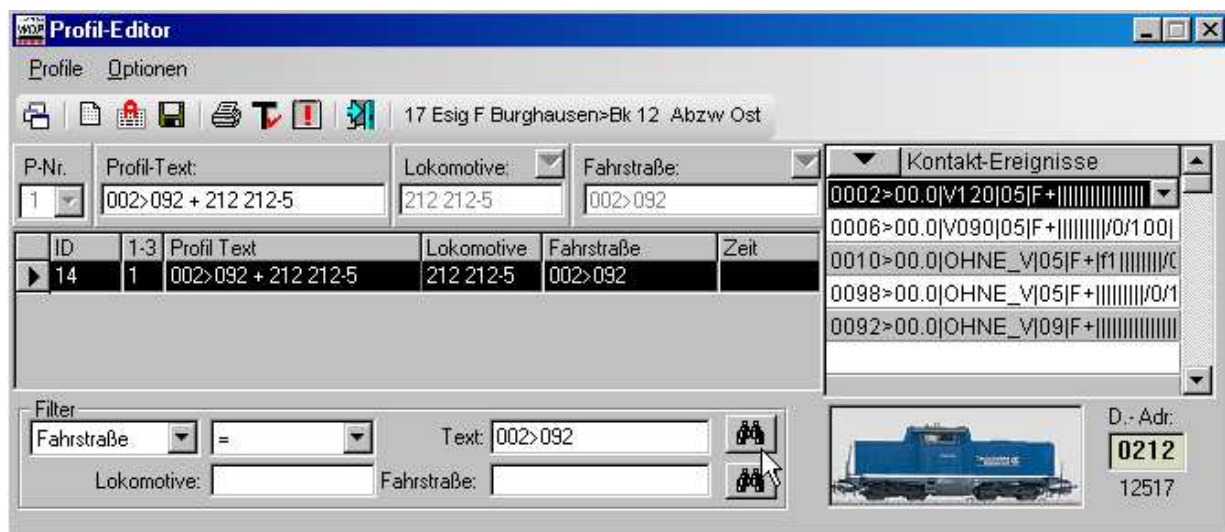 WDP Profil-Editor
Profile Optionen
17 Esig F Burghausen>Bk 12 Abzw Ost
P-Nr. Profil-Text: Lokomotive: Fahrstraße:
1 002>092 + 212 212-5 212 212-5 002>092
ID 1-3 Profil Text Lokomotive Fahrstraße Zeit
14 1 002>092 + 212 212-5 212 212-5 002>092
Kontakt-Ereignisse
0002>00.0|V120|05|F+||||||||||||||||
0006>00.0|V090|05|F+|||||||||/0/100|
0010>00.0|OHNE_V|05|F+|f1||||||||/0
0098>00.0|OHNE_V|05|F+|||||||||/0/1
0092>00.0|OHNE_V|09|F+||||||||||||||
Filter
Fahrstraße = Text: 002>092
Lokomotive: Fahrstraße:
D.- Adr:
0212
12517